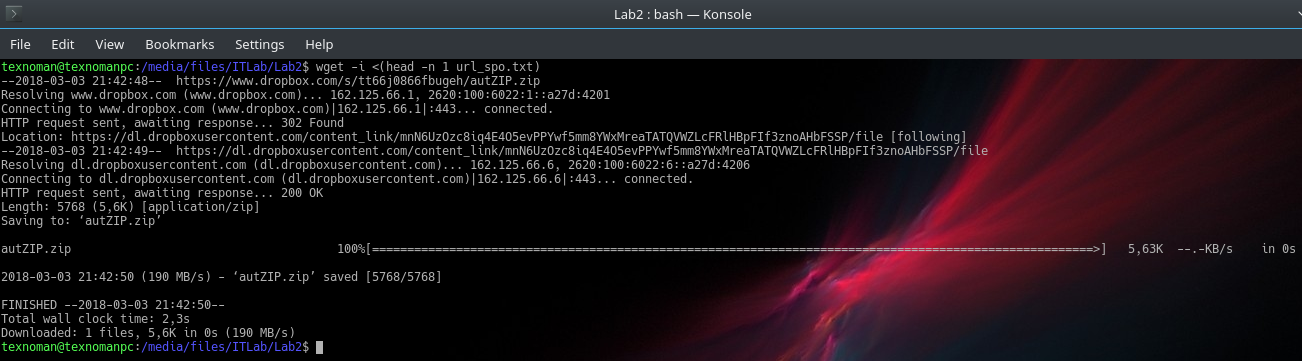 Lab2 : bash — Konsole
File Edit View Bookmarks Settings Help
texnoman@texnomanpc:/media/files/ITLab/Lab2$ wget -i <(head -n 1 url_spo.txt)
--2018-03-03 21:42:48-- https://www.dropbox.com/s/tt66j0866fbugeh/autZIP.zip
Resolving www.dropbox.com (www.dropbox.com)... 162.125.66.1, 2620:100:6022:1::a27d:4201
Connecting to www.dropbox.com (www.dropbox.com)|162.125.66.1|:443... connected.
HTTP request sent, awaiting response... 302 Found
Location: https://dl.dropboxusercontent.com/content_link/mnN6UzOzc8iq4E4O5evPPYwf5mm8YWxMreaTATQVWZLcFRlHBpFIf3znoAHbFSSP/file [following]
--2018-03-03 21:42:49-- https://dl.dropboxusercontent.com/content_link/mnN6UzOzc8iq4E4O5evPPYwf5mm8YWxMreaTATQVWZLcFRlHBpFIf3znoAHbFSSP/file
Resolving dl.dropboxusercontent.com (dl.dropboxusercontent.com)... 162.125.66.6, 2620:100:6022:6::a27d:4206
Connecting to dl.dropboxusercontent.com (dl.dropboxusercontent.com)|162.125.66.6|:443... connected.
HTTP request sent, awaiting response... 200 OK
Length: 5768 (5,6K) [application/zip]
Saving to: ‘autZIP.zip’
autZIP.zip 100%[=======================================================================================================>] 5,63K --.-KB/s in 0s
2018-03-03 21:42:50 (190 MB/s) - ‘autZIP.zip’ saved [5768/5768]
FINISHED --2018-03-03 21:42:50--
Total wall clock time: 2,3s
Downloaded: 1 files, 5,6K in 0s (190 MB/s)
texnoman@texnomanpc:/media/files/ITLab/Lab2$